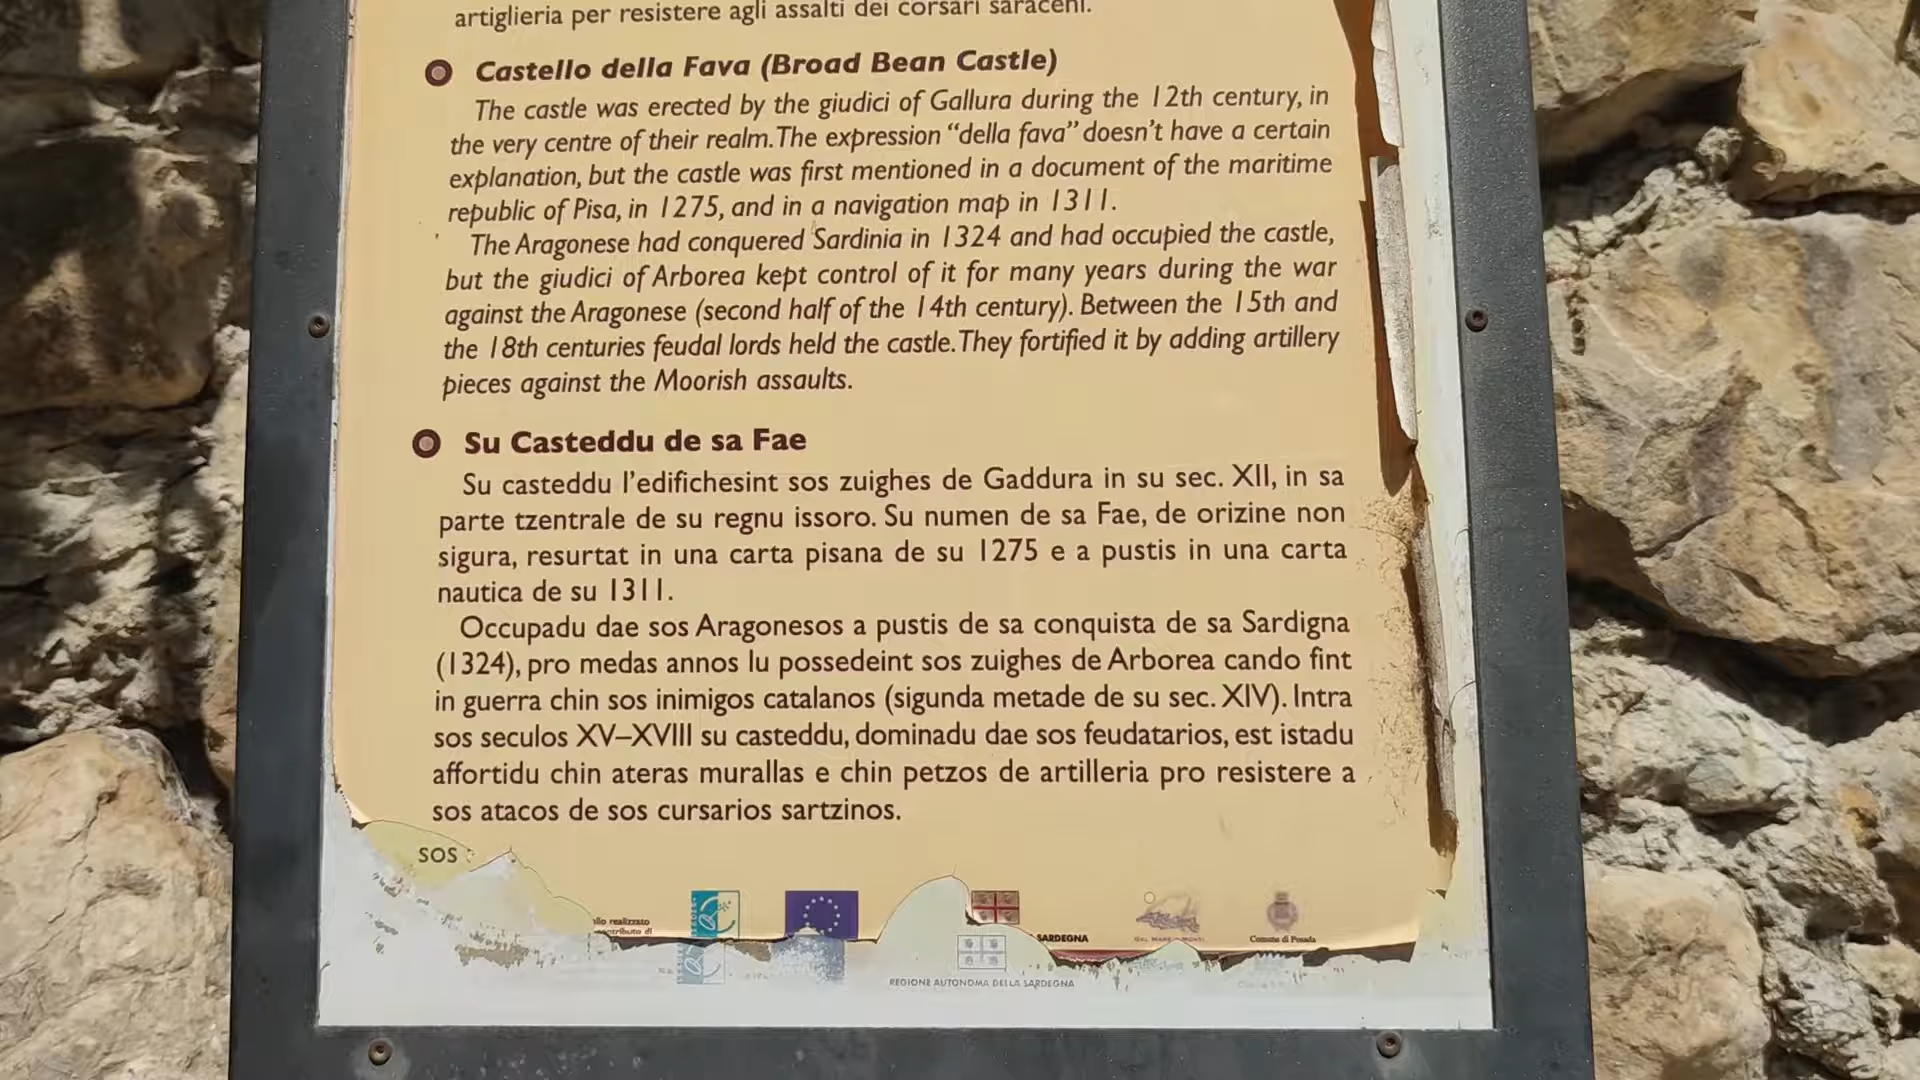 artiglieria per resistere agli assalti dei corsari saraceni.
Castello della Fava (Broad Bean Castle)
The castle was erected by the giudici of Gallura during the 12th century, in
the very centre of their realm. The expression “della fava” doesn’t have a certain
explanation, but the castle was first mentioned in a document of the maritime
republic of Pisa, in 1275, and in a navigation map in 1311.
The Aragonese had conquered Sardinia in 1324 and had occupied the castle,
but the giudici of Arborea kept control of it for many years during the war
against the Aragonese (second half of the 14th century). Between the 15th and
the 18th centuries feudal lords held the castle. They fortified it by adding artillery
pieces against the Moorish assaults.
Su Casteddu de sa Fae
Su casteddu l’edifichesint sos zuighes de Gaddura in su sec. XII, in sa
parte tzentrale de su regnu issoro. Su numen de sa Fae, de orizine non
sigura, resurtat in una carta pisana de su 1275 e a pustis in una carta
nautica de su 1311.
Occupadu dae sos Aragonesos a pustis de sa conquista de sa Sardigna
(1324), pro medas annos lu possedeint sos zuighes de Arborea cando fint
in guerra chin sos inimigos catalanos (sigunda metade de su sec. XIV). Intra
sos seculos XV–XVIII su casteddu, dominadu dae sos feudatarios, est istadu
affortidu chin ateras murallas e chin petzos de artilleria pro resistere a
sos atacos de sos cursarios sartzinos.
SOS
realizzato
di
SARDEGNA
Comune di Posada
REGIONE AUTONOMA DELLA SARDEGNA